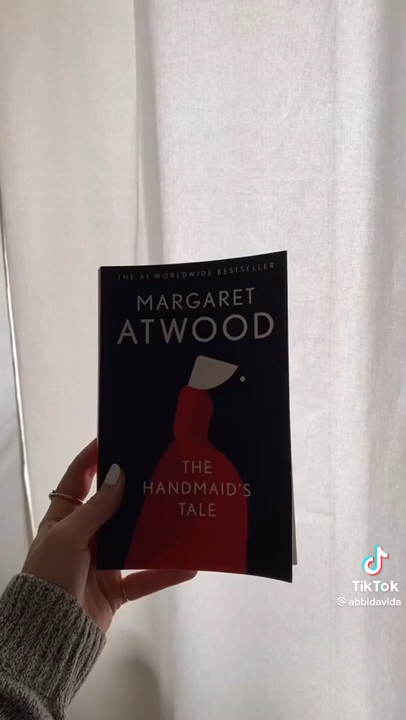 THE #1 WORLDWIDE BESTSELLER
MARGARET
ATWOOD
THE
HANDMAID'S
TALE
TikTok
@abbidavida